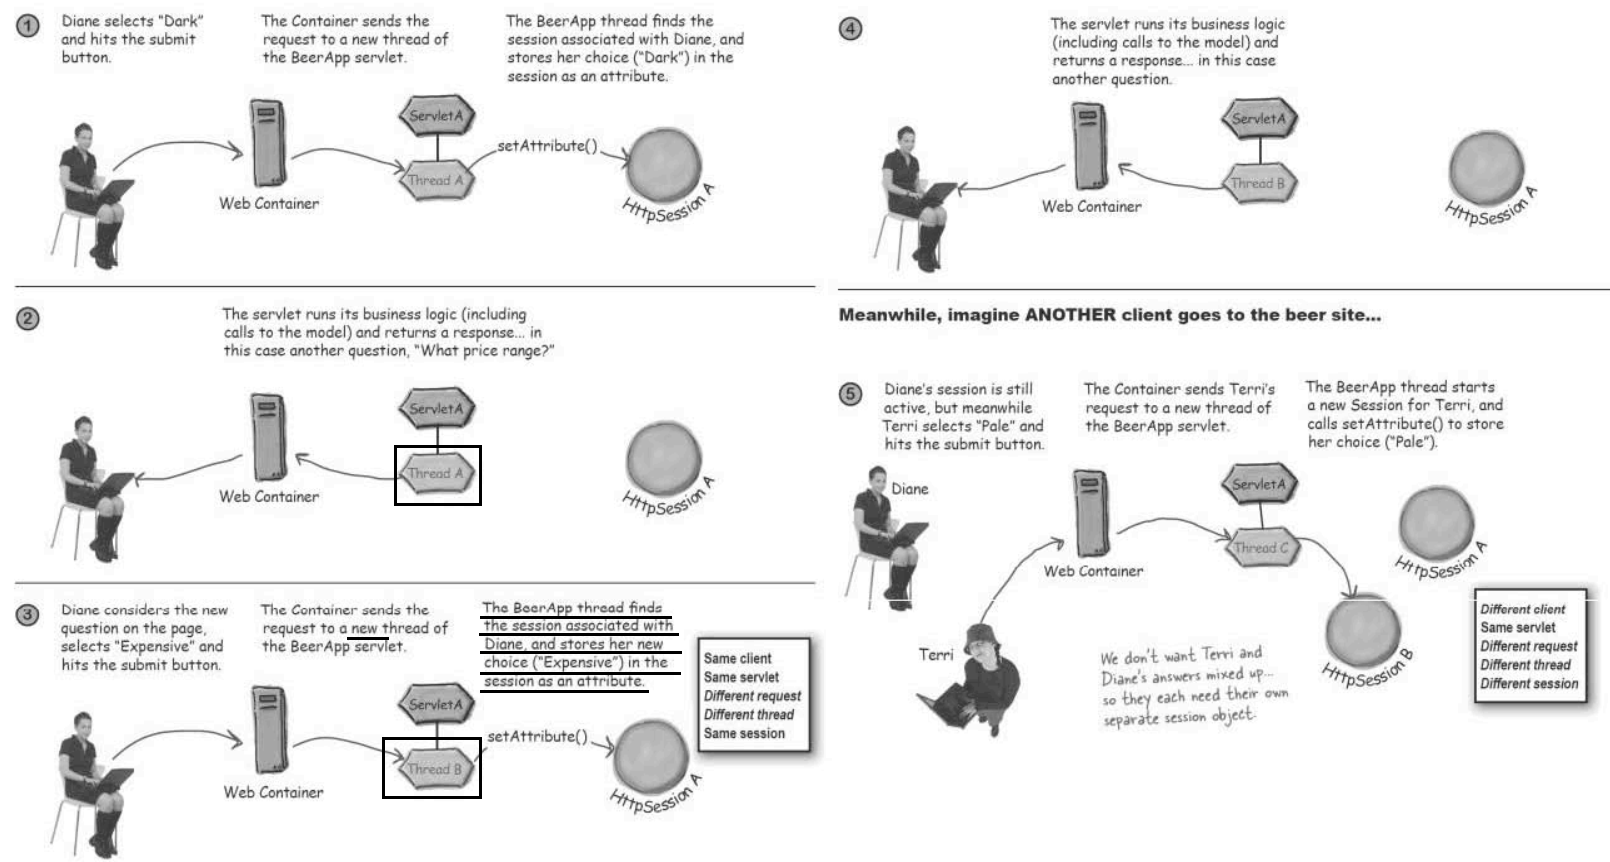 1
Diane selects “Dark”
and hits the submit
button.
The Container sends the
request to a new thread of
the BeerApp servlet.
The BeerApp thread finds the
session associated with Diane, and
stores her choice (“Dark”) in the
session as an attribute.
ServletA
Thread A
setAttribute()
Web Container
HttpSession A
2
The servlet runs its business logic (including
calls to the model) and returns a response... in
this case another question, “What price range?”
ServletA
Thread A
Web Container
HttpSession A
3
Diane considers the new
question on the page,
selects “Expensive” and
hits the submit button.
The Container sends the
request to a new thread of
the BeerApp servlet.
The BeerApp thread finds
the session associated with
Diane, and stores her new
choice (“Expensive”) in the
session as an attribute.
Same client
Same servlet
Different request
Different thread
Same session
ServletA
Thread B
setAttribute()
Web Container
HttpSession A
4
The servlet runs its business logic
(including calls to the model) and
returns a response... in this case
another question.
ServletA
Thread B
Web Container
HttpSession A
Meanwhile, imagine ANOTHER client goes to the beer site...
5
Diane’s session is still
active, but meanwhile
Terri selects “Pale” and
hits the submit button.
The Container sends Terri’s
request to a new thread of
the BeerApp servlet.
The BeerApp thread starts
a new Session for Terri, and
calls setAttribute() to store
her choice (“Pale”).
Diane
ServletA
Thread C
Web Container
HttpSession A
Terri
HttpSession B
We don’t want Terri and
Diane’s answers mixed up...
so they each need their own
separate session object.
Different client
Same servlet
Different request
Different thread
Different session